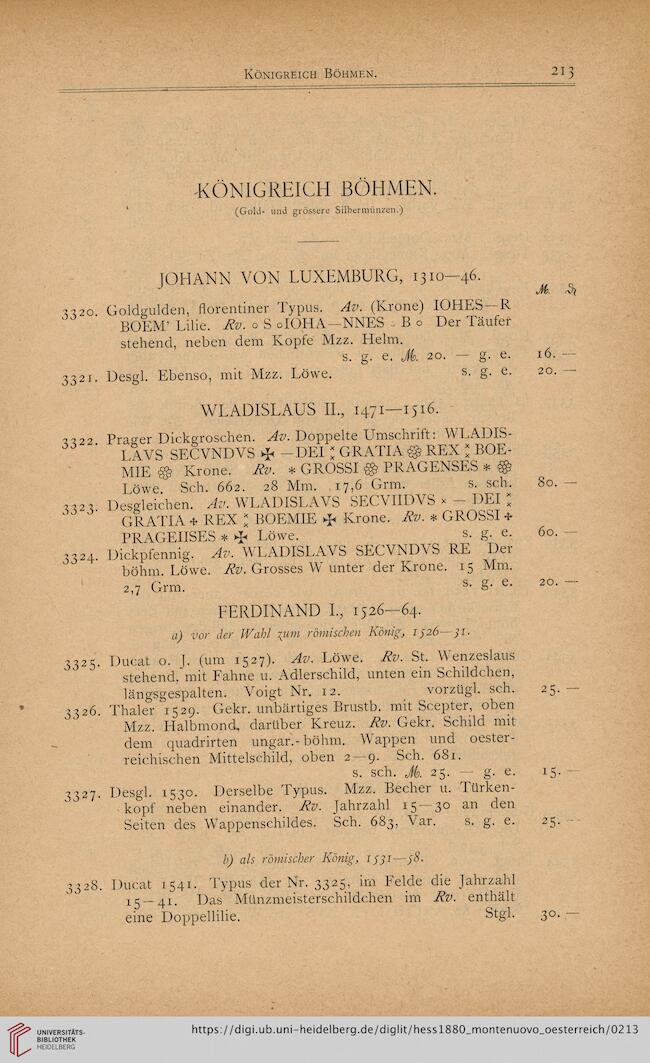 KÖNIGREICH BÖHMEN. 213
KÖNIGREICH BÖHMEN.
(Gold- und grössere Silbermünzen.)
JOHANN VON LUXEMBURG, 1310—46.
ℳ. ₰
3320. Goldgulden, florentiner Typus. Av. (Krone) IOHES—R
BOEM' Lilie. Rv. o S oIOHA—NNES . B o Der Täufer
stehend, neben dem Kopfe Mzz. Helm.
s. g. e. ℳ. 20. — g. e. 16. —
3321. Desgl. Ebenso, mit Mzz. Löwe. s. g. e. 20. —
WLADISLAUS II., 1471—1516.
3322. Prager Dickgroschen. Av. Doppelte Umschrift: WLADIS-
LAVS SECVNDVS ✠ —DEI ⁑ GRATIA ❁ REX ⁑ BOE-
MIE ❁ Krone. Rv. * GROSSI ❁ PRAGENSES * ❁
Löwe. Sch. 662. 28 Mm. 17,6 Grm. s. sch. 80. —
3323. Desgleichen. Av. WLADISLAVS SECVIIDVS × — DEI ⁑
GRATIA ✣ REX ⁑ BOEMIE ✠ Krone. Rv. * GROSSI ✣
PRAGEIISES * ✠ Löwe. s. g. e. 60. —
3324. Dickpfennig. Av. WLADISLAVS SECVNDVS RE Der
böhm. Löwe. Rv. Grosses W unter der Krone. 15 Mm.
2,7 Grm. s. g. e. 20. —
FERDINAND I., 1526—64.
a) vor der Wahl zum römischen König, 1526—31.
3325. Ducat o. J. (um 1527). Av. Löwe. Rv. St. Wenzeslaus
stehend, mit Fahne u. Adlerschild, unten ein Schildchen,
längsgespalten. Voigt Nr. 12. vorzügl. sch. 25. —
3326. Thaler 1529. Gekr. unbärtiges Brustb. mit Scepter, oben
Mzz. Halbmond, darüber Kreuz. Rv. Gekr. Schild mit
dem quadrirten ungar.-böhm. Wappen und oester-
reichischen Mittelschild, oben 2—9. Sch. 681.
s. sch. ℳ. 25. — g. e. 15. —
3327. Desgl. 1530. Derselbe Typus. Mzz. Becher u. Türken-
kopf neben einander. Rv. Jahrzahl 15—30 an den
Seiten des Wappenschildes. Sch. 683, Var. s. g. e. 25. —
b) als römischer König, 1531—58.
3328. Ducat 1541. Typus der Nr. 3325, im Felde die Jahrzahl
15—41. Das Münzmeisterschildchen im Rv. enthält
eine Doppellilie. Stgl. 30. —
UNIVERSITÄTS-
BIBLIOTHEK
HEIDELBERG
https://digi.ub.uni-heidelberg.de/diglit/hess1880_montenuovo_oesterreich/0213